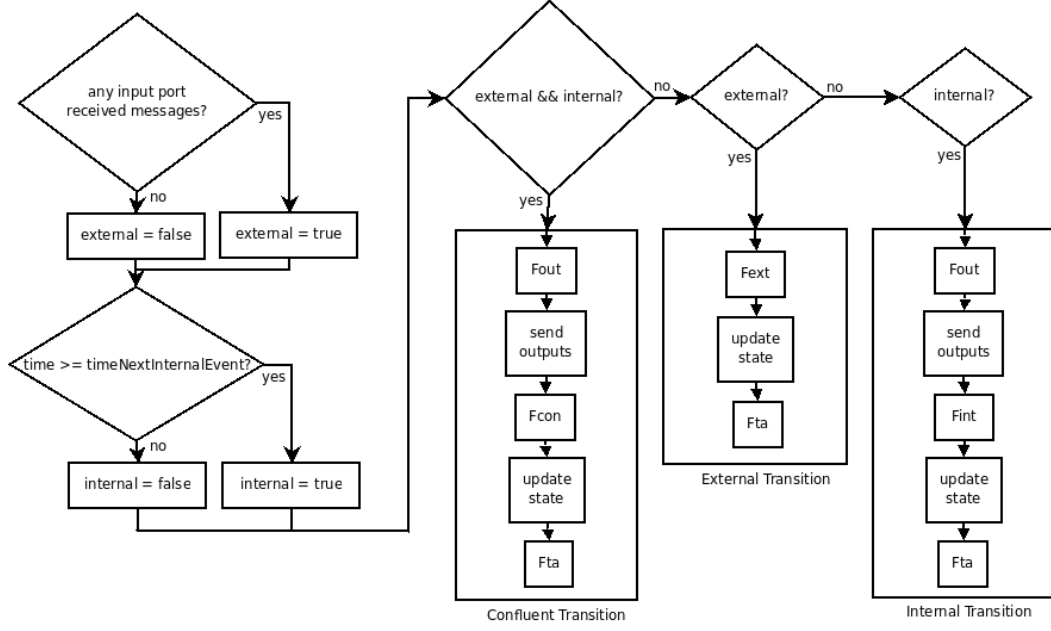 any input port
received messages?
yes
no
external = false
external = true
time >= timeNextInternalEvent?
yes
no
internal = false
internal = true
external && internal?
no
yes
Fout
send
outputs
Fcon
update
state
Fta
Confluent Transition
external?
no
yes
Fext
update
state
Fta
External Transition
internal?
yes
Fout
send
outputs
Fint
update
state
Fta
Internal Transition